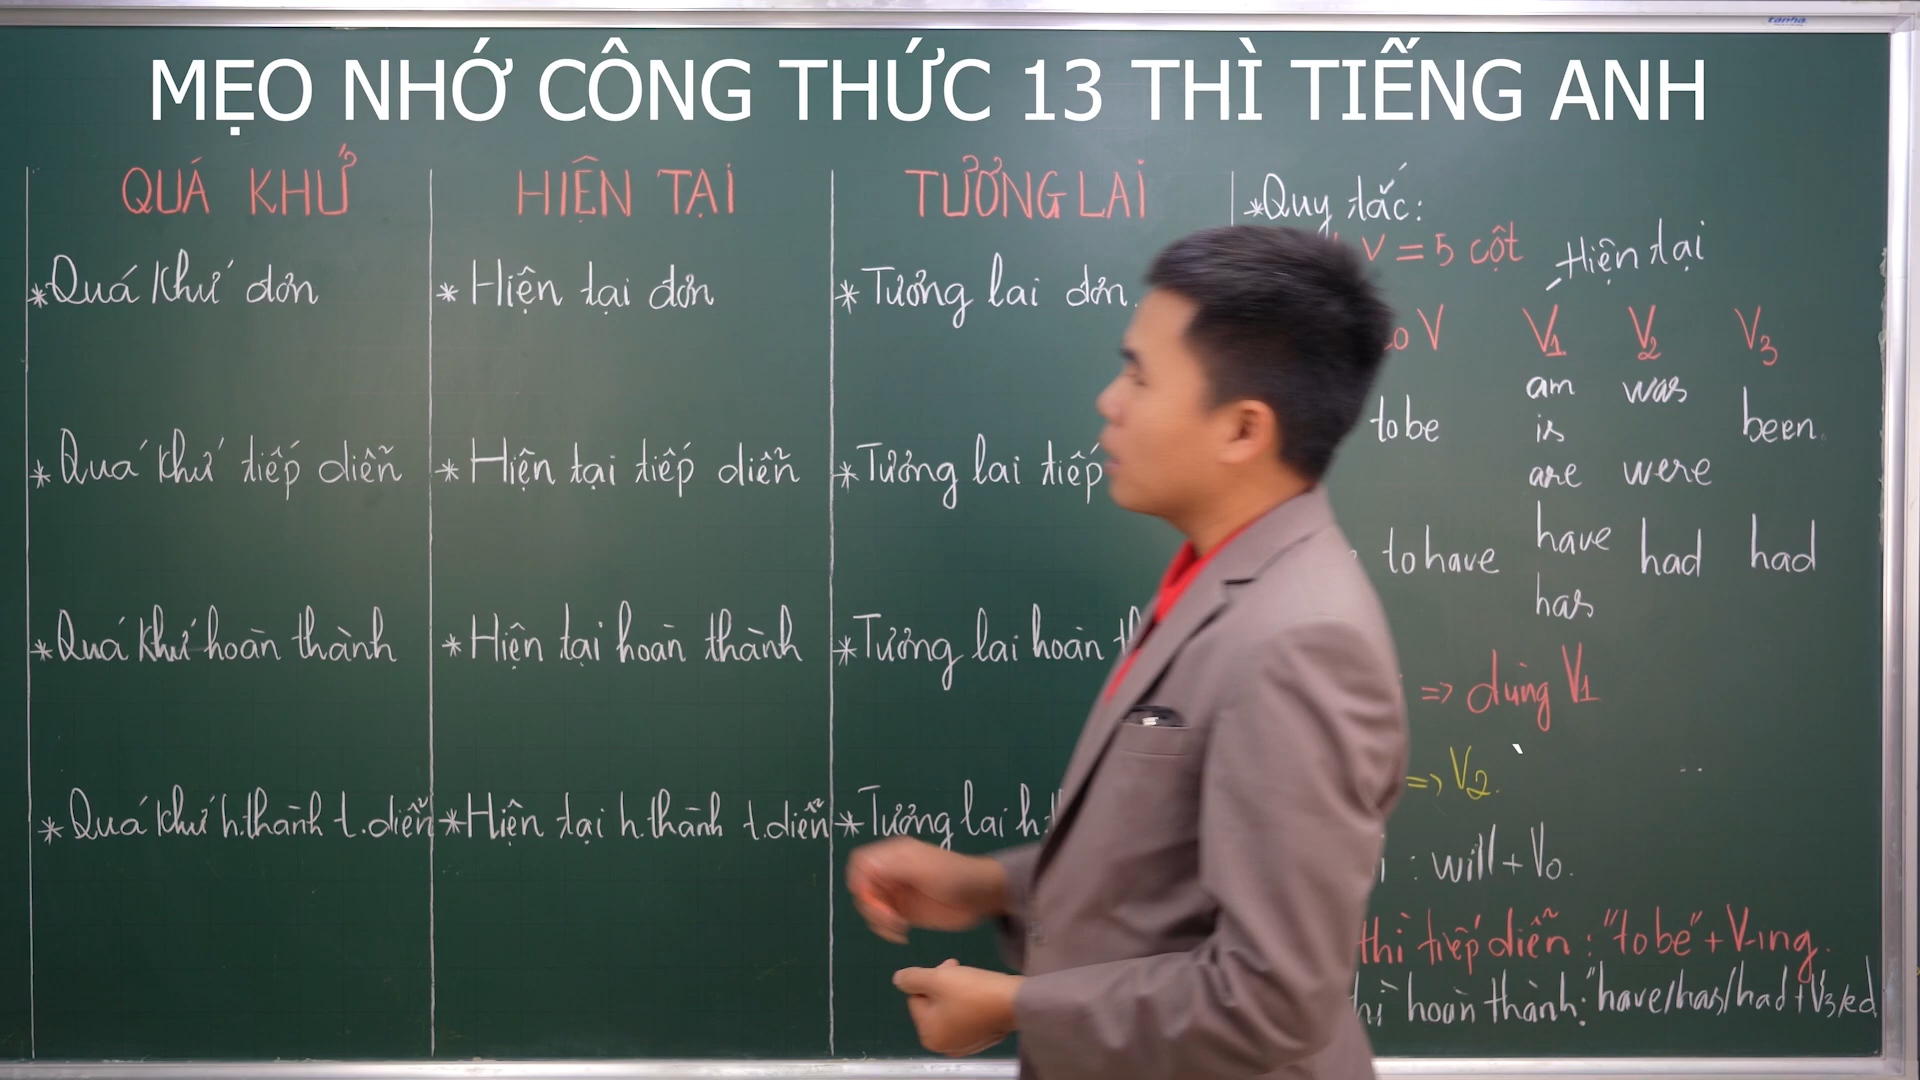 tanha
MẸO NHỚ CÔNG THỨC 13 THÌ TIẾNG ANH
QUÁ KHỨ
*Quá khứ đơn
*Quá khứ tiếp diễn
*Quá khứ hoàn thành
*Quá khứ h.thành t.diễn
HIỆN TẠI
*Hiện tại đơn
*Hiện tại tiếp diễn
*Hiện tại hoàn thành
*Hiện tại h.thành t.diễn
TƯƠNG LAI
*Tương lai đơn.
*Tương lai tiếp
*Tương lai hoàn
*Tương lai h.
*Quy tắc:
V = 5 cột
Hiện tại
V V1 V2 V3
am was
to be is been.
are were
have
to have had had
has
=> dùng V1
=> V2.
: will + Vo.
thì tiếp diễn : "to be" + V-ing.
hoàn thành: "have/has/had + V3/ed